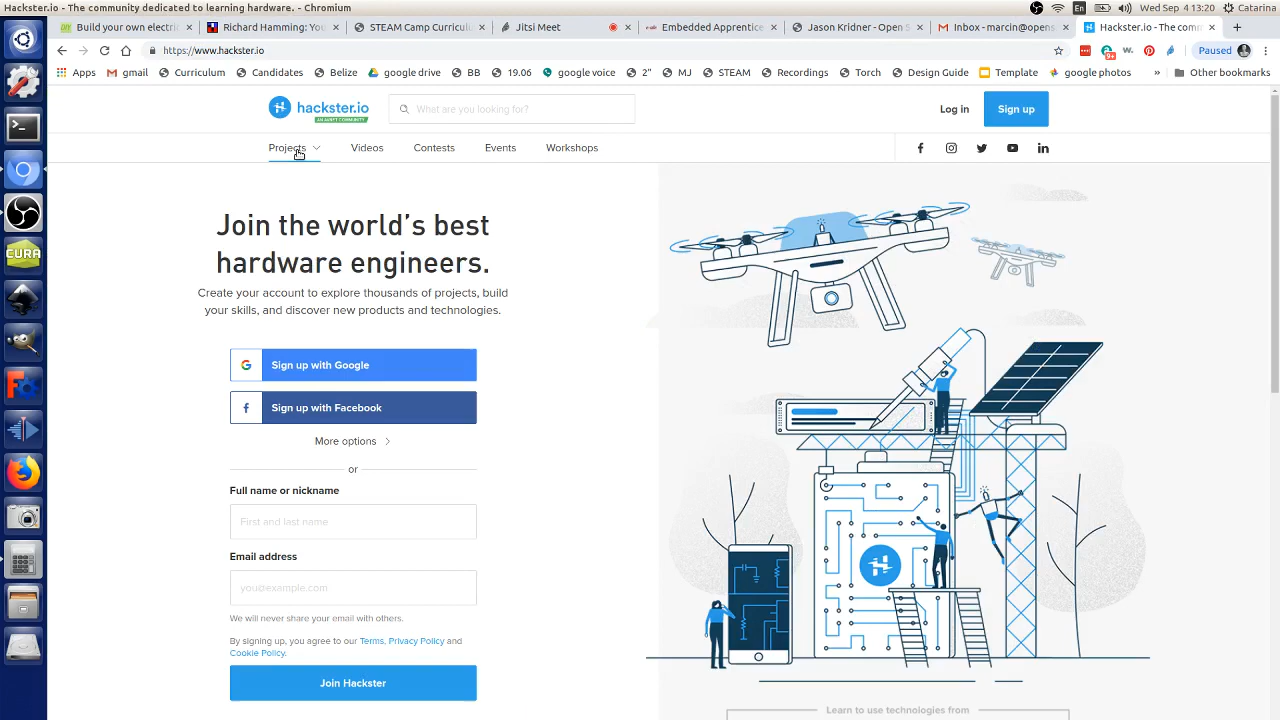 Hackster.io - The community dedicated to learning hardware. - Chromium
En
Wed Sep 4 13:20
Catarina
Build your own electri
Richard Hamming: You
STEAM Camp Curricul
Jitsi Meet
Embedded Apprentice
Jason Kridner - Open S
Inbox - marcin@opens
Hackster.io - The com
https://www.hackster.io
9+
Paused
Apps
gmail
Curriculum
Candidates
Belize
google drive
BB
19.06
google voice
2"
MJ
STEAM
Recordings
Torch
Design Guide
Template
google photos
»
Other bookmarks
hackster.io
AN AVNET COMMUNITY
What are you looking for?
Log in
Sign up
Projects
Videos
Contests
Events
Workshops
Join the world's best
hardware engineers.
Create your account to explore thousands of projects, build
your skills, and discover new products and technologies.
Sign up with Google
Sign up with Facebook
More options
or
Full name or nickname
First and last name
Email address
you@example.com
We will never share your email with others.
By signing up, you agree to our Terms, Privacy Policy and
Cookie Policy.
Join Hackster
Learn to use technologies from
CURA